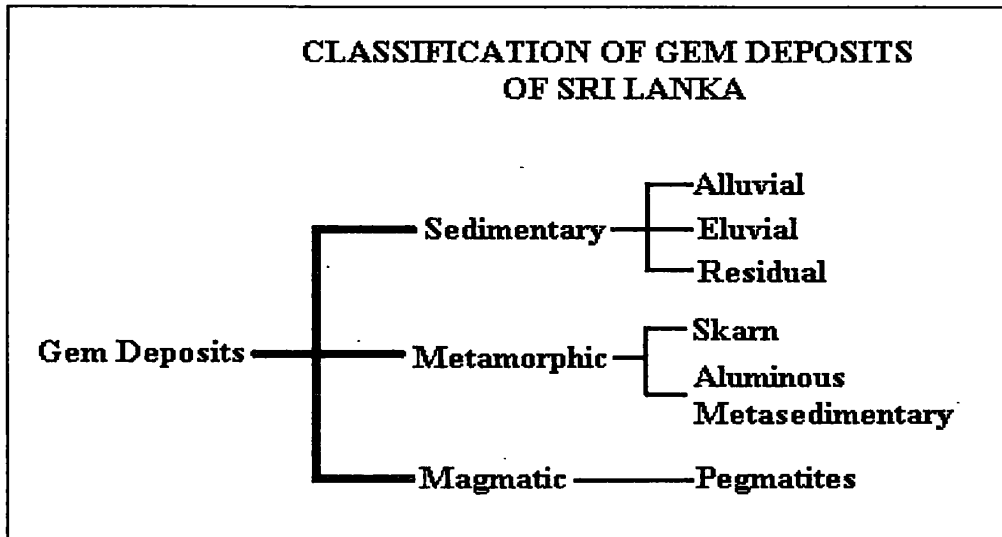 CLASSIFICATION OF GEM DEPOSITS
OF SRI LANKA
Alluvial
Sedimentary
Eluvial
Residual
Skarn
Gem Deposits
Metamorphic
Aluminous
Metasedimentary
Magmatic
Pegmatites